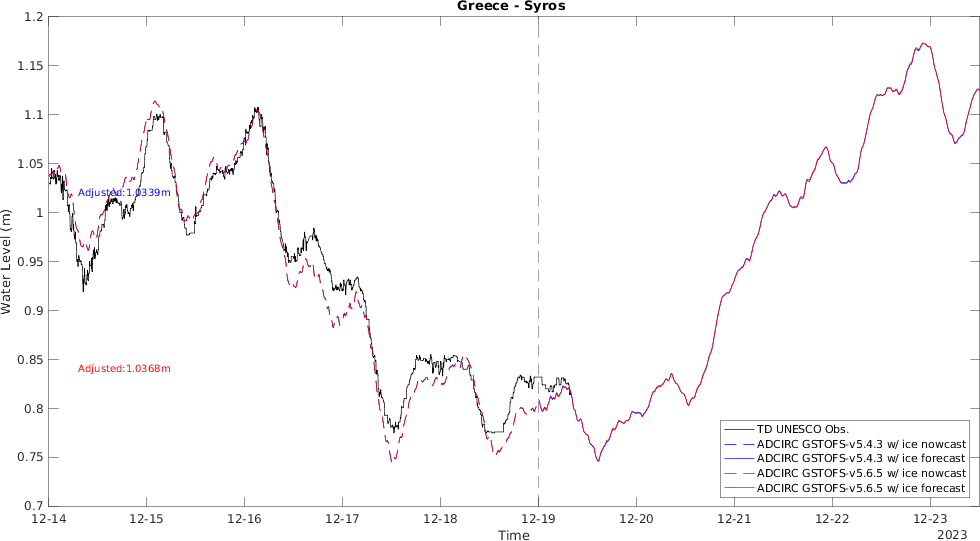 Greece - Syros
Water Level (m)
1.2
1.15
1.1
1.05
1
0.95
0.9
0.85
0.8
0.75
0.7
Adjusted:1.0339m
Adjusted:1.0368m
TD UNESCO Obs.
ADCIRC GSTOFS-v5.4.3 w/ ice nowcast
ADCIRC GSTOFS-v5.4.3 w/ ice forecast
ADCIRC GSTOFS-v5.6.5 w/ ice nowcast
ADCIRC GSTOFS-v5.6.5 w/ ice forecast
12-14 12-15 12-16 12-17 12-18 12-19 12-20 12-21 12-22 12-23
Time
2023